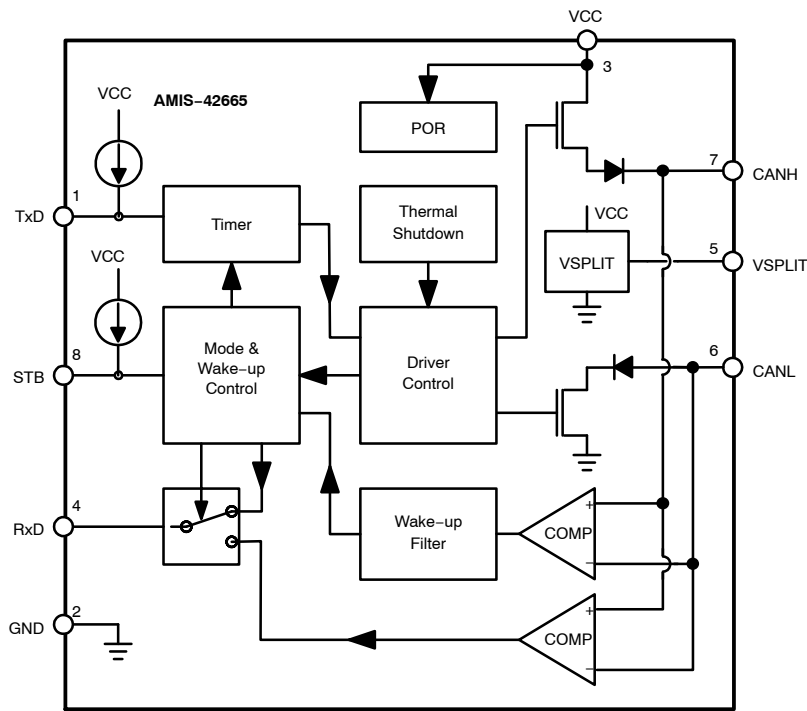 VCC
3
VCC
AMIS−42665
POR
7
CANH
1
TxD
Timer
Thermal
Shutdown
VCC
5
VSPLIT
VSPLIT
VCC
8
STB
Mode &
Wake−up
Control
Driver
Control
6
CANL
4
RxD
Wake−up
Filter
+
COMP
−
2
GND
+
COMP
−